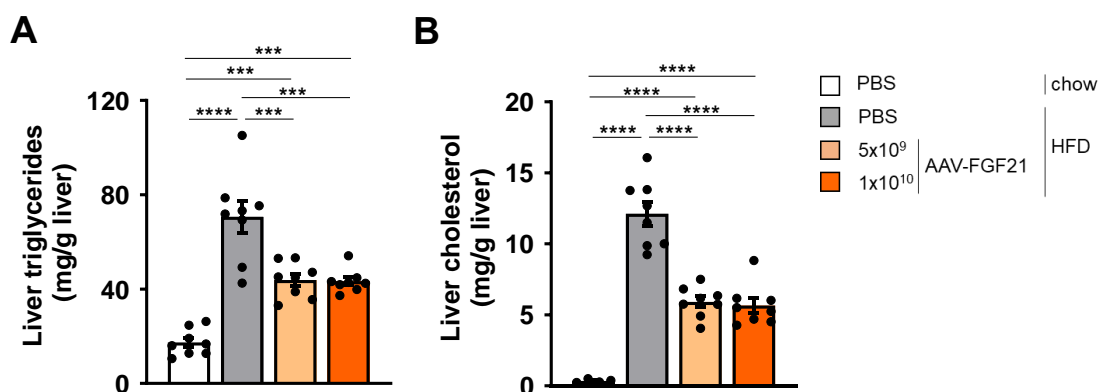 A
Liver triglycerides
(mg/g liver)
120
80
40
0
***
***
***
**** ***
B
Liver cholesterol
(mg/g liver)
20
15
10
5
0
****
****
****
**** ****
PBS chow
PBS
5x10⁹
1x10¹⁰
AAV-FGF21
HFD